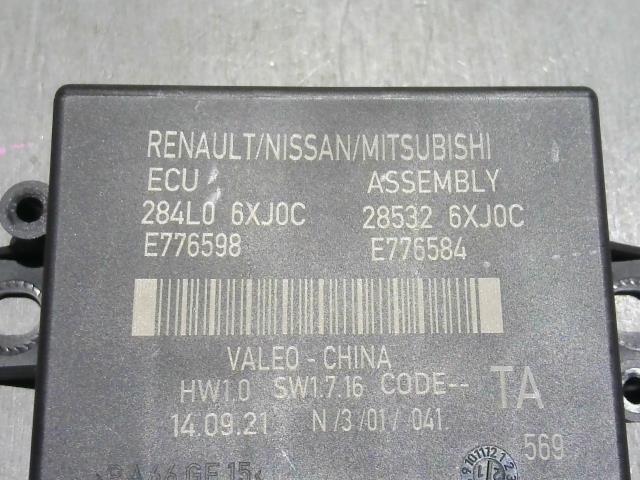 RENAULT/NISSAN/MITSUBISHI
ECU ASSEMBLY
284L0 6XJ0C 28532 6XJ0C
E776598 E776584
VALEO - CHINA
HW1.0 SW1.7.16 CODE-- TA
14.09.21 N /3 /01/ 041.
569